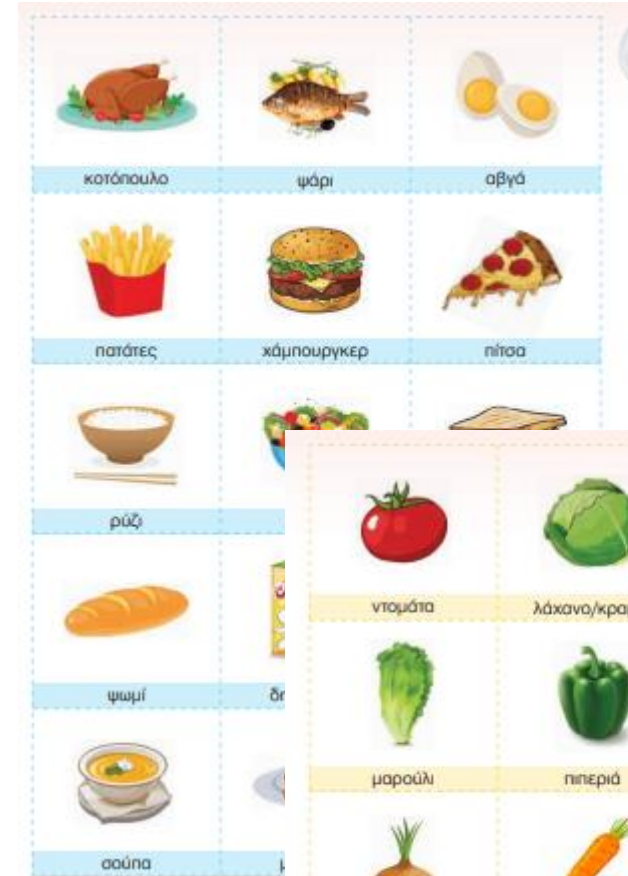 κοτόπουλο ψάρι αβγά
πατάτες χάμπουργκερ πίτσα
ρύζι
ψωμί
σούπα
ντομάτα
μαρούλι πιπεριά